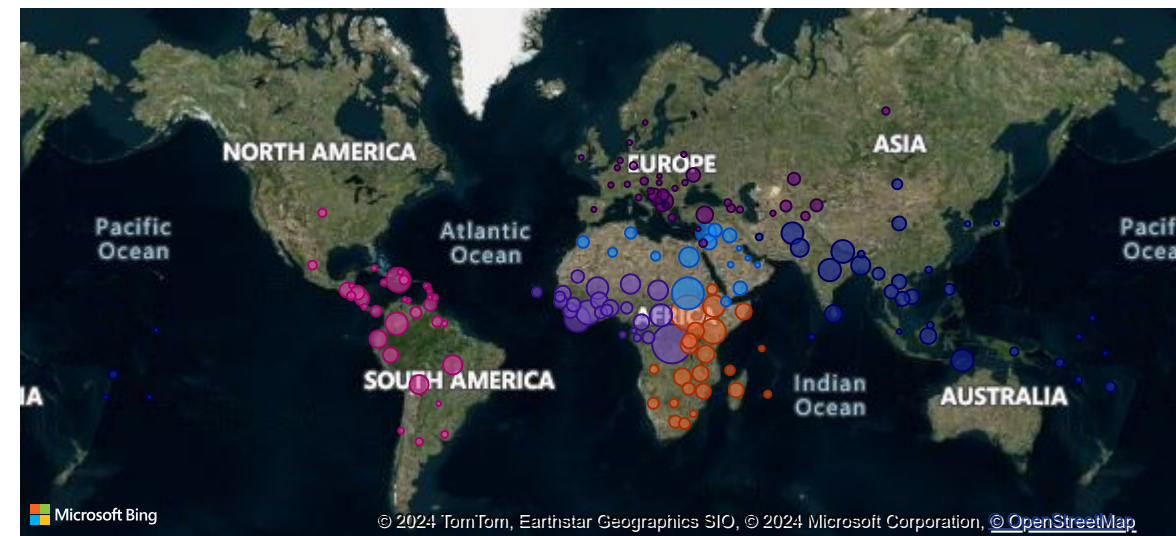 NORTH AMERICA
EUROPE
ASIA
Pacific
Ocean
Atlantic
Ocean
Pacif
Ocea
SOUTH AMERICA
Indian
Ocean
IA
AUSTRALIA
Microsoft Bing
© 2024 TomTom, Earthstar Geographics SIO, © 2024 Microsoft Corporation, © OpenStreetMap